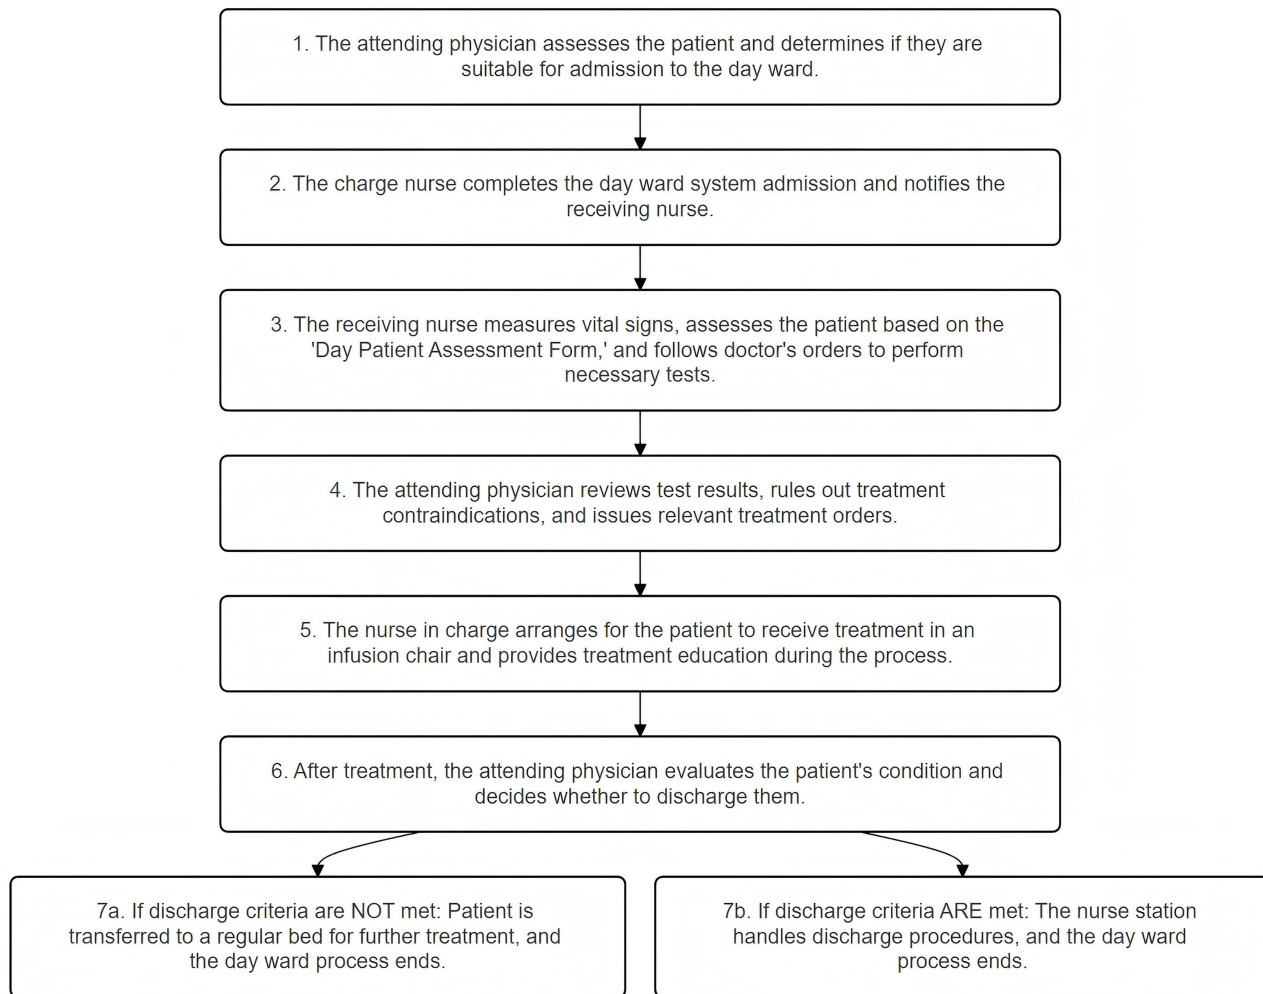 1. The attending physician assesses the patient and determines if they are
suitable for admission to the day ward.
2. The charge nurse completes the day ward system admission and notifies the
receiving nurse.
3. The receiving nurse measures vital signs, assesses the patient based on the
'Day Patient Assessment Form,' and follows doctor's orders to perform
necessary tests.
4. The attending physician reviews test results, rules out treatment
contraindications, and issues relevant treatment orders.
5. The nurse in charge arranges for the patient to receive treatment in an
infusion chair and provides treatment education during the process.
6. After treatment, the attending physician evaluates the patient's condition and
decides whether to discharge them.
7a. If discharge criteria are NOT met: Patient is
transferred to a regular bed for further treatment, and
the day ward process ends.
7b. If discharge criteria ARE met: The nurse station
handles discharge procedures, and the day ward
process ends.